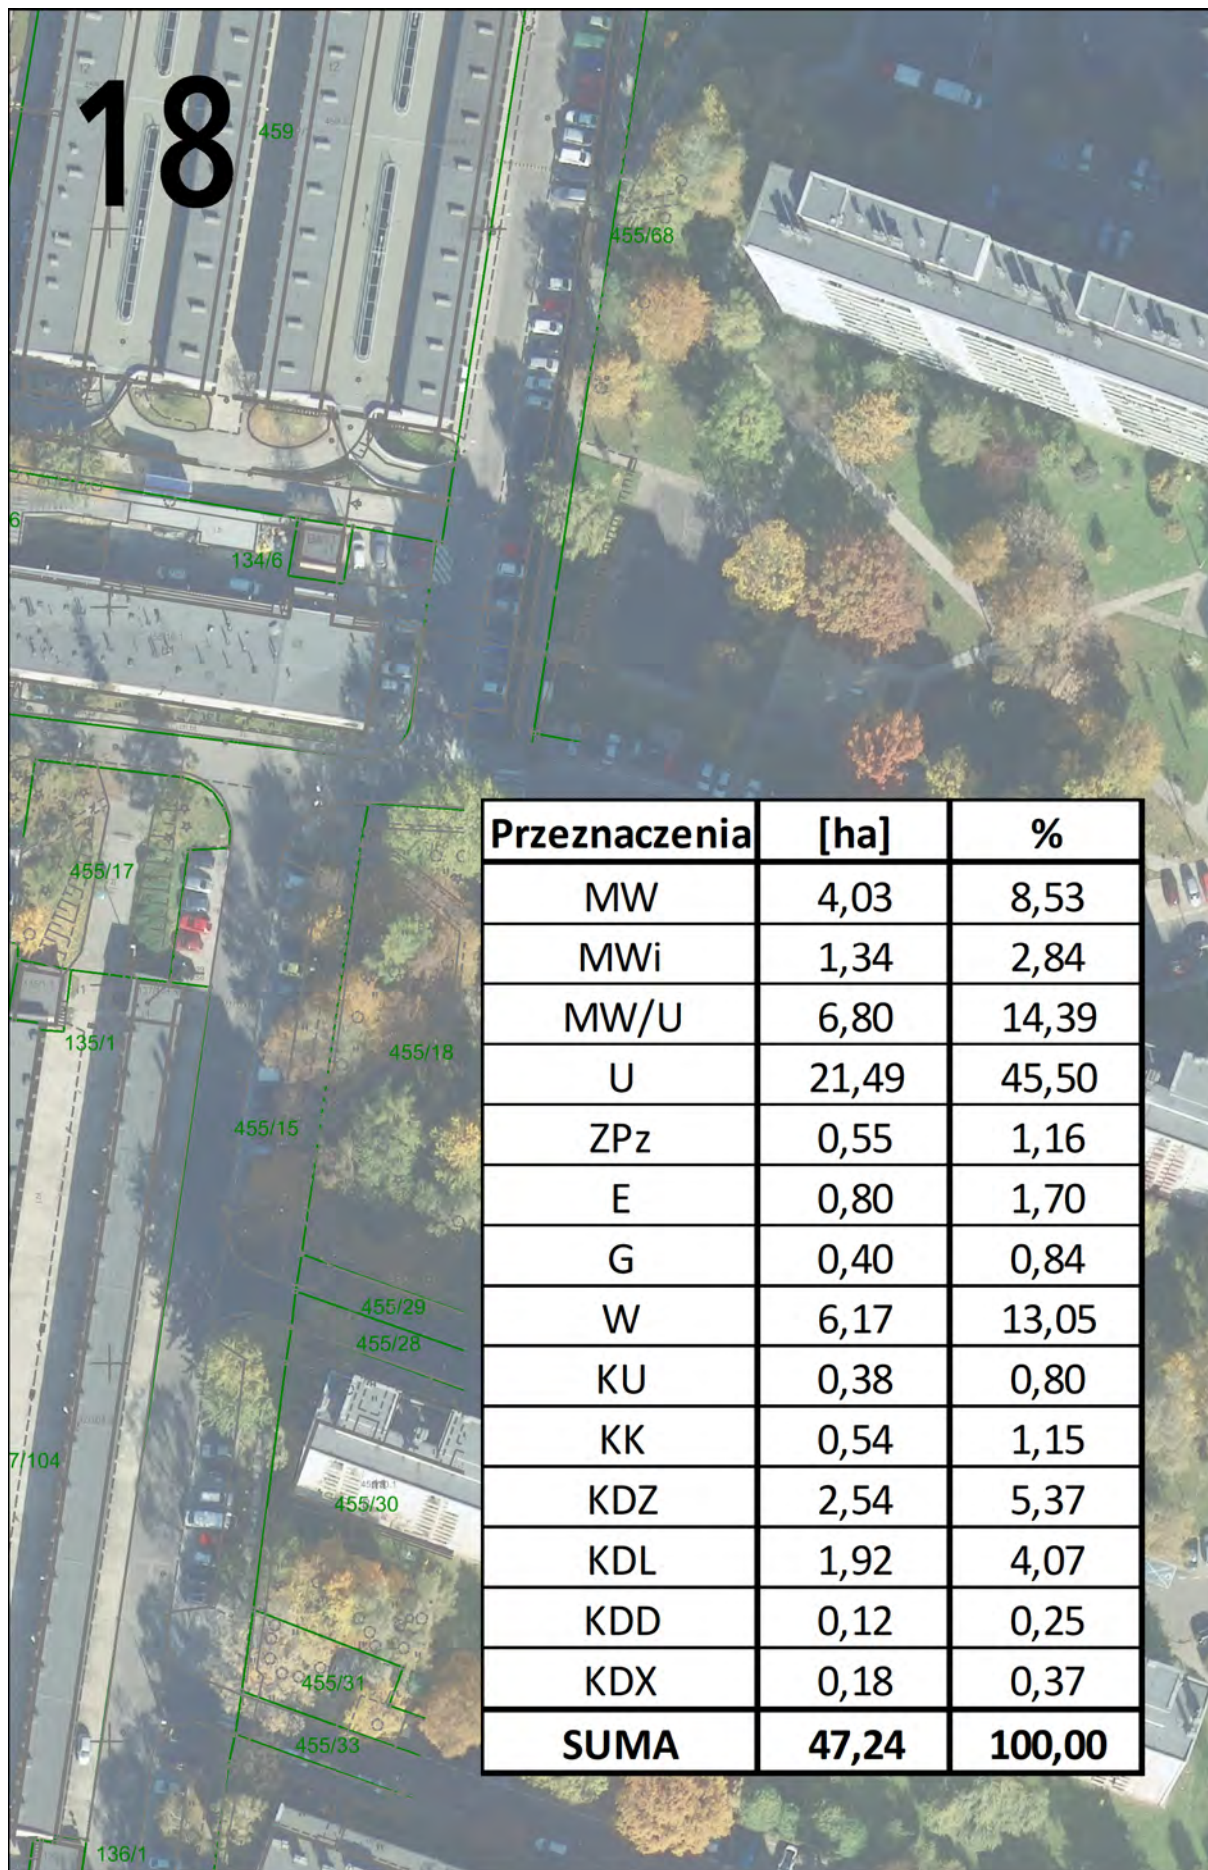 18
459
455/68
6
134/6
455/17
135/1
455/18
455/15
455/29
455/28
7/104
455/30
455/31
455/33
136/1
Przeznaczenia [ha] %
MW 4,03 8,53
MWi 1,34 2,84
MW/U 6,80 14,39
U 21,49 45,50
ZPz 0,55 1,16
E 0,80 1,70
G 0,40 0,84
W 6,17 13,05
KU 0,38 0,80
KK 0,54 1,15
KDZ 2,54 5,37
KDL 1,92 4,07
KDD 0,12 0,25
KDX 0,18 0,37
SUMA 47,24 100,00